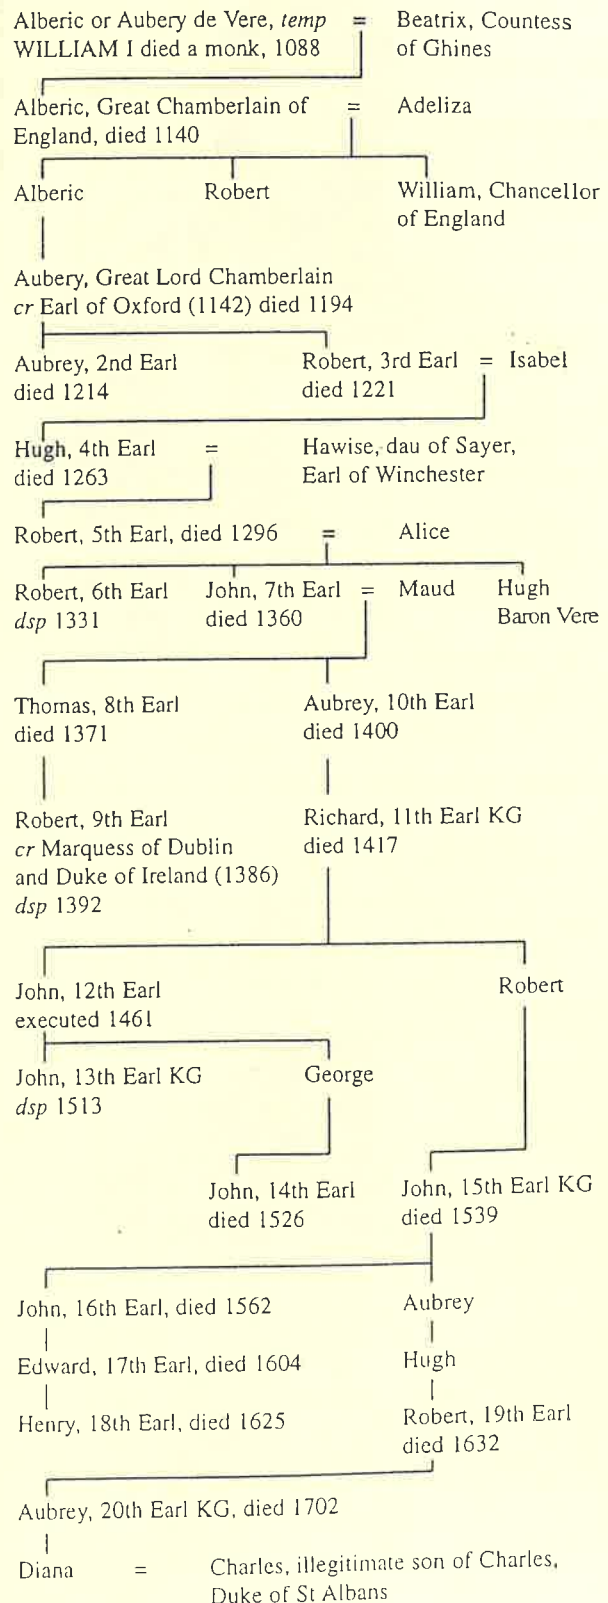 Alberic or Aubery de Vere, temp = Beatrix, Countess
WILLIAM I died a monk, 1088 of Ghines
Alberic, Great Chamberlain of = Adeliza
England, died 1140
Alberic Robert William, Chancellor
of England
Aubery, Great Lord Chamberlain
cr Earl of Oxford (1142) died 1194
Aubrey, 2nd Earl Robert, 3rd Earl = Isabel
died 1214 died 1221
Hugh, 4th Earl = Hawise, dau of Sayer,
died 1263 Earl of Winchester
Robert, 5th Earl, died 1296 = Alice
Robert, 6th Earl John, 7th Earl = Maud Hugh
dsp 1331 died 1360 Baron Vere
Thomas, 8th Earl Aubrey, 10th Earl
died 1371 died 1400
Robert, 9th Earl Richard, 11th Earl KG
cr Marquess of Dublin died 1417
and Duke of Ireland (1386)
dsp 1392
John, 12th Earl Robert
executed 1461
John, 13th Earl KG George
dsp 1513
John, 14th Earl John, 15th Earl KG
died 1526 died 1539
John, 16th Earl, died 1562 Aubrey
Edward, 17th Earl, died 1604 Hugh
Henry, 18th Earl, died 1625 Robert, 19th Earl
died 1632
Aubrey, 20th Earl KG, died 1702
Diana = Charles, illegitimate son of Charles,
Duke of St Albans